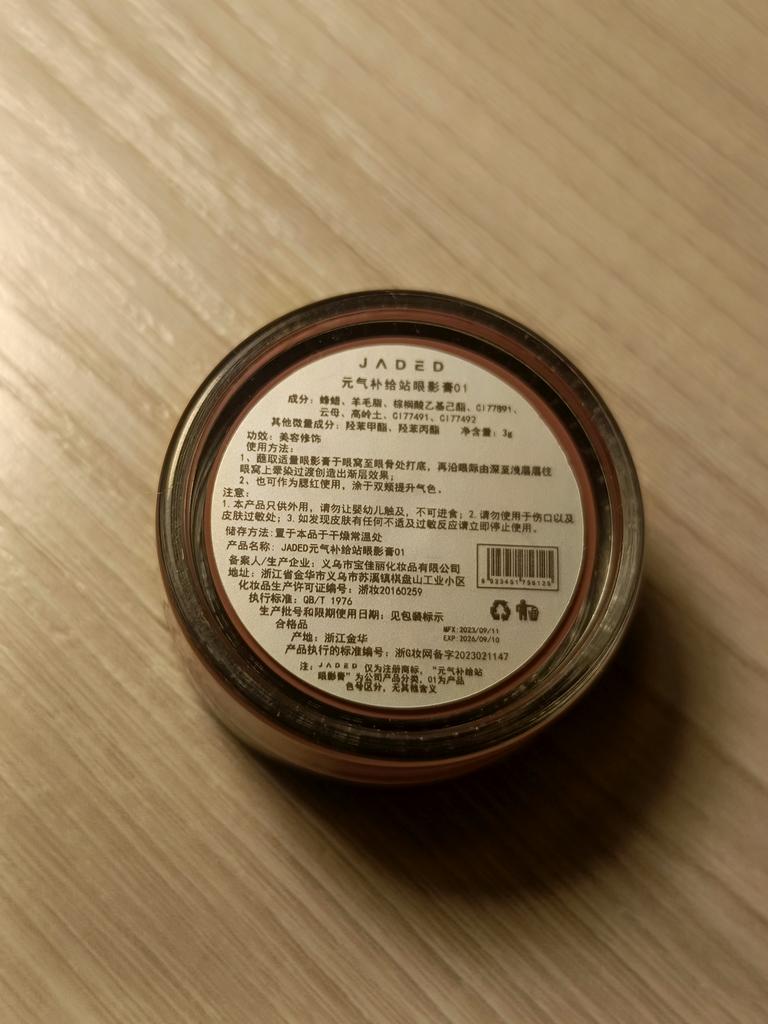 JADED
元气补给站眼影膏01
成分：蜂蜡、羊毛脂、棕榈酸乙基己酯、CI77891、
云母、高岭土、CI77491、CI77492
其他微量成分：羟苯甲酯、羟苯丙酯 净含量：3g
功效：美容修饰
使用方法：
1、蘸取适量眼影膏于眼窝至眼骨处打底，再沿眼际由深至浅层层往
眼窝上晕染过渡创造出渐层效果；
2、也可作为腮红使用，涂于双颊提升气色。
注意：
1.本产品只供外用，请勿让婴幼儿触及，不可进食；2.请勿使用于伤口以及
皮肤过敏处；3.如发现皮肤有任何不适及过敏反应请立即停止使用。
储存方法：置于本品于干燥常温处
产品名称：JADED元气补给站眼影膏01
备案人/生产企业：义乌市宝佳丽化妆品有限公司
地址：浙江省金华市义乌市苏溪镇棋盘山工业小区
化妆品生产许可证编号：浙妆20160259
执行标准：QB/T 1976
生产批号和限期使用日期：见包装标示
合格品
MFX:2023/09/11
EXP:2026/09/10
产地：浙江金华
产品执行的标准编号：浙G妆网备字2023021147
注：JADED 仅为注册商标，“元气补给站
眼影膏”为公司产品分类，01为产品
色号区分，无其他含义